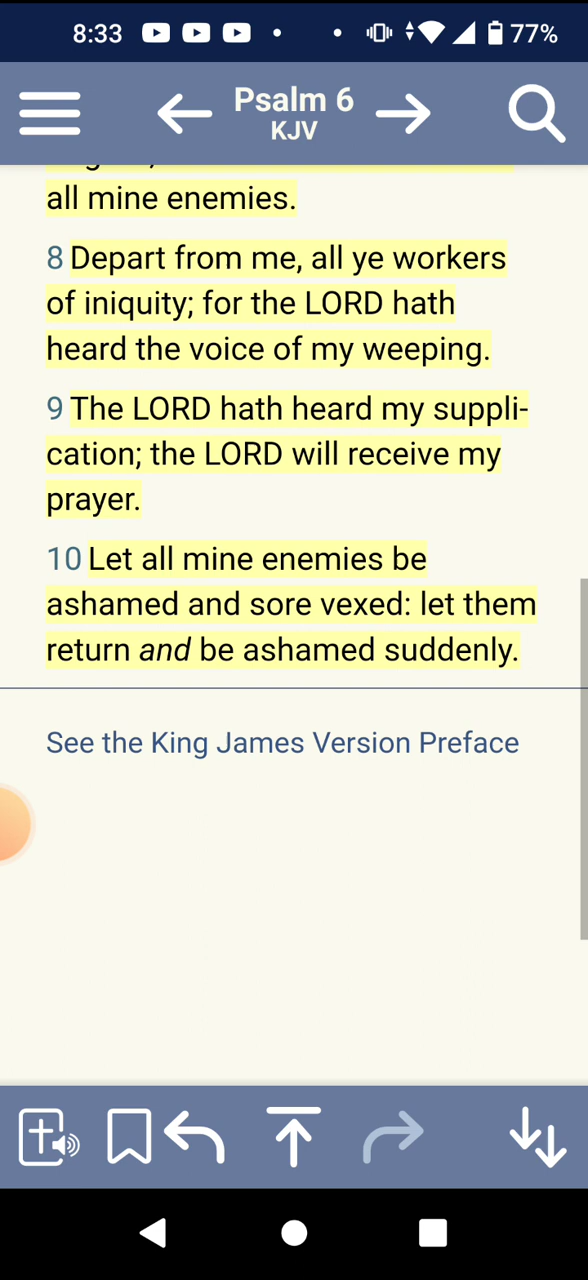 8:33
77%
Psalm 6
KJV
all mine enemies.
8 Depart from me, all ye workers
of iniquity; for the LORD hath
heard the voice of my weeping.
9 The LORD hath heard my suppli-
cation; the LORD will receive my
prayer.
10 Let all mine enemies be
ashamed and sore vexed: let them
return and be ashamed suddenly.
See the King James Version Preface